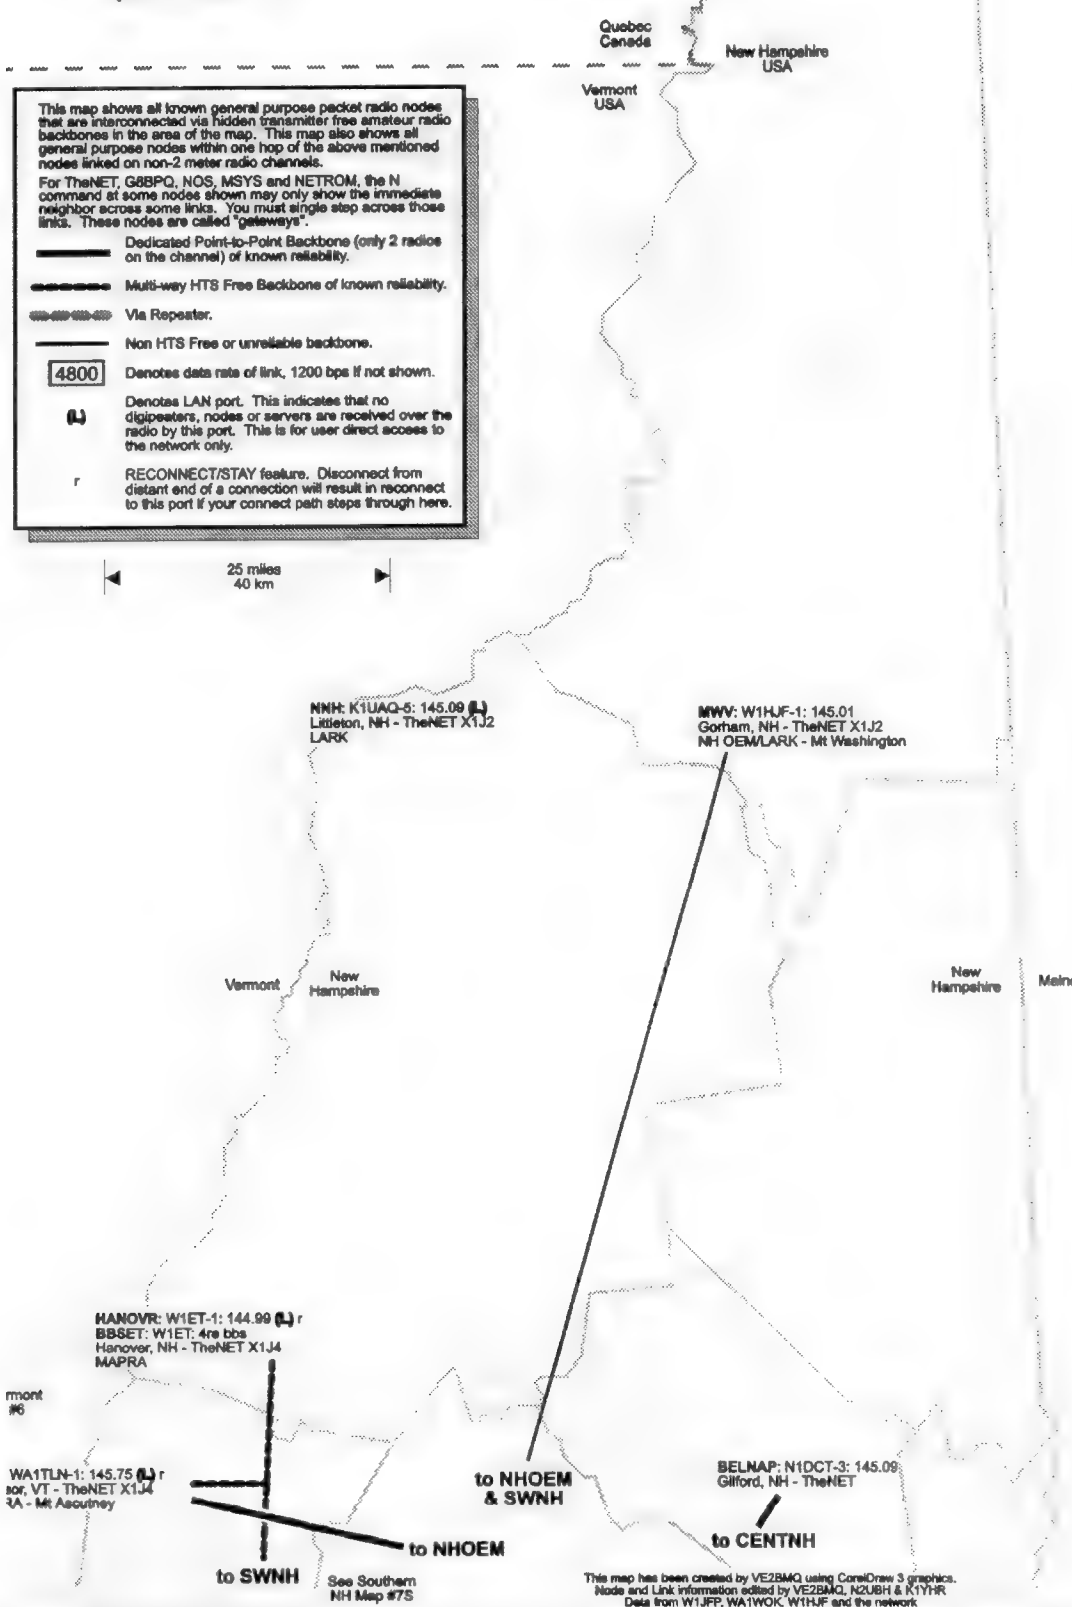 Quebec
Canada
New Hampshire
USA
Vermont
USA
This map shows all known general purpose packet radio nodes
that are interconnected via hidden transmitter free amateur radio
backbones in the area of the map. This map also shows all
general purpose nodes within one hop of the above mentioned
nodes linked on non-2 meter radio channels.
For TheNET, G8BPQ, NOS, MSYS and NETROM, the N
command at some nodes shown may only show the immediate
neighbor across some links. You must single step across those
links. These nodes are called "gateways".
Dedicated Point-to-Point Backbone (only 2 radios
on the channel) of known reliability.
Multi-way HTS Free Backbone of known reliability.
Via Repeater.
Non HTS Free or unreliable backbone.
4800 Denotes data rate of link, 1200 bps if not shown.
(L) Denotes LAN port. This indicates that no
digipeaters, nodes or servers are received over the
radio by this port. This is for user direct access to
the network only.
r RECONNECT/STAY feature. Disconnect from
distant end of a connection will result in reconnect
to this port if your connect path steps through here.
25 miles
40 km
NNH: K1UAQ-5: 145.09 (L)
Littleton, NH - TheNET X1J2
LARK
MWV: W1HJF-1: 145.01
Gorham, NH - TheNET X1J2
NH OEM/LARK - Mt Washington
Vermont
New
Hampshire
New
Hampshire
Maine
HANOVR: W1ET-1: 144.99 (L) r
BBSET: W1ET: 4re bbs
Hanover, NH - TheNET X1J4
MAPRA
rmont
#6
WA1TLN-1: 145.75 (L) r
sor, VT - TheNET X1J4
RA - Mt Ascutney
to NHOEM
& SWNH
BELNAP: N1DCT-3: 145.09
Gilford, NH - TheNET
to CENTNH
to NHOEM
to SWNH
See Southern
NH Map #7S
This map has been created by VE2BMQ using CorelDraw 3 graphics.
Node and Link information edited by VE2BMQ, N2UBH & K1YHR
Data from W1JFP, WA1WOK, W1HJF and the network